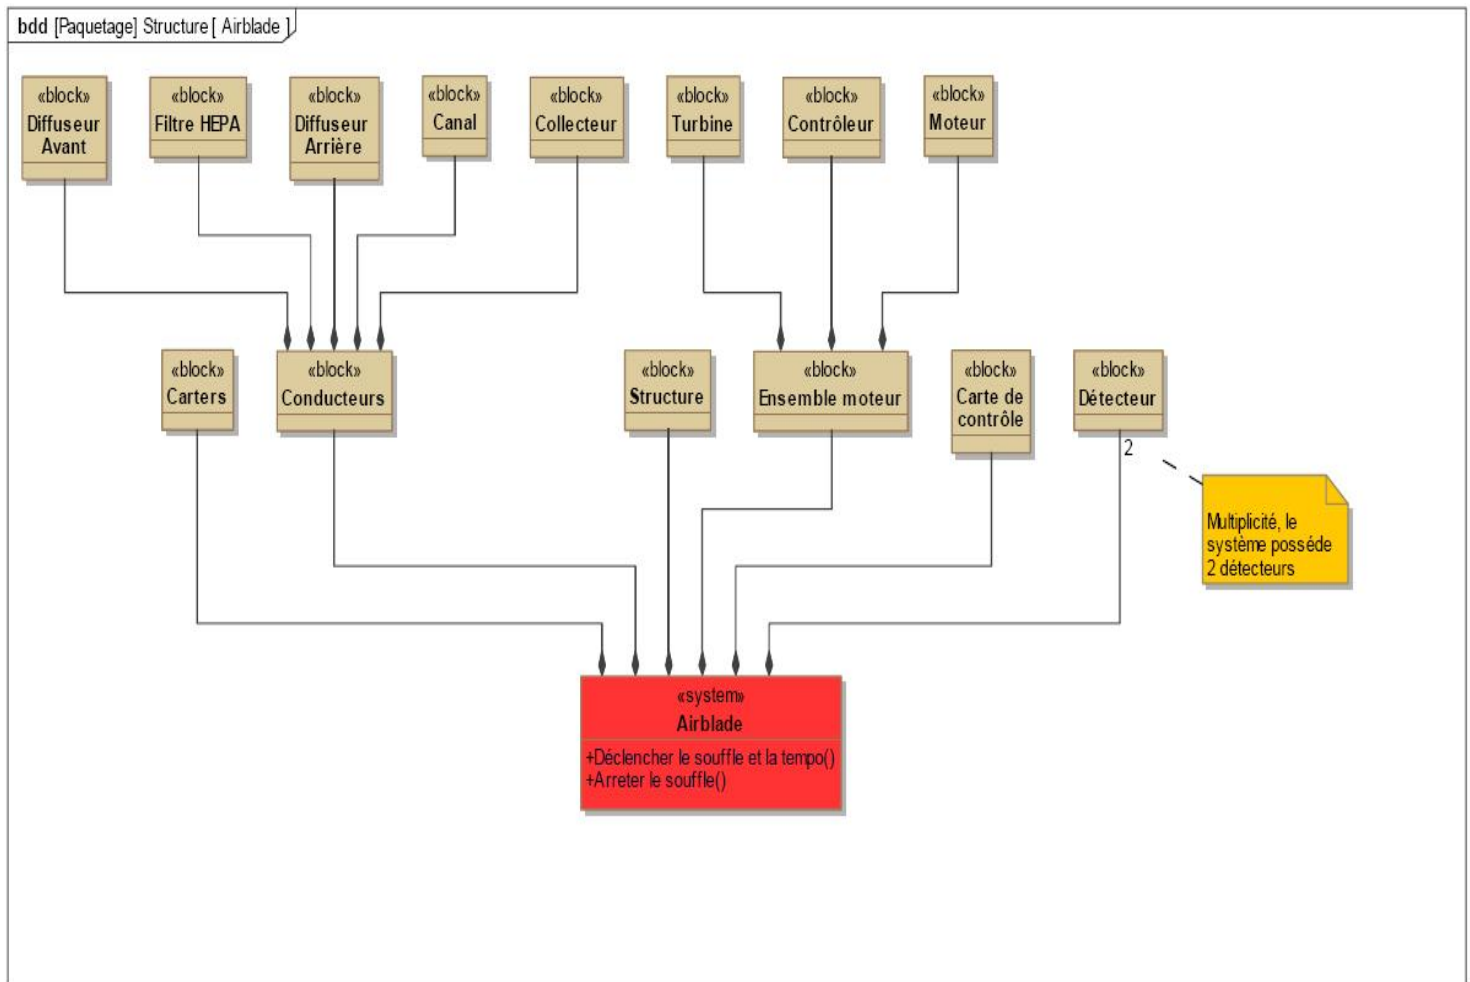 bdd [Paquetage] Structure [ Airblade ]
«block»
Diffuseur
Avant
«block»
Filtre HEPA
«block»
Diffuseur
Arrière
«block»
Canal
«block»
Collecteur
«block»
Turbine
«block»
Contrôleur
«block»
Moteur
«block»
Carters
«block»
Conducteurs
«block»
Structure
«block»
Ensemble moteur
«block»
Carte de
contrôle
«block»
Détecteur
2
Multiplicité, le
système posséde
2 détecteurs
«system»
Airblade
+Déclencher le souffle et la tempo()
+Arreter le souffle()